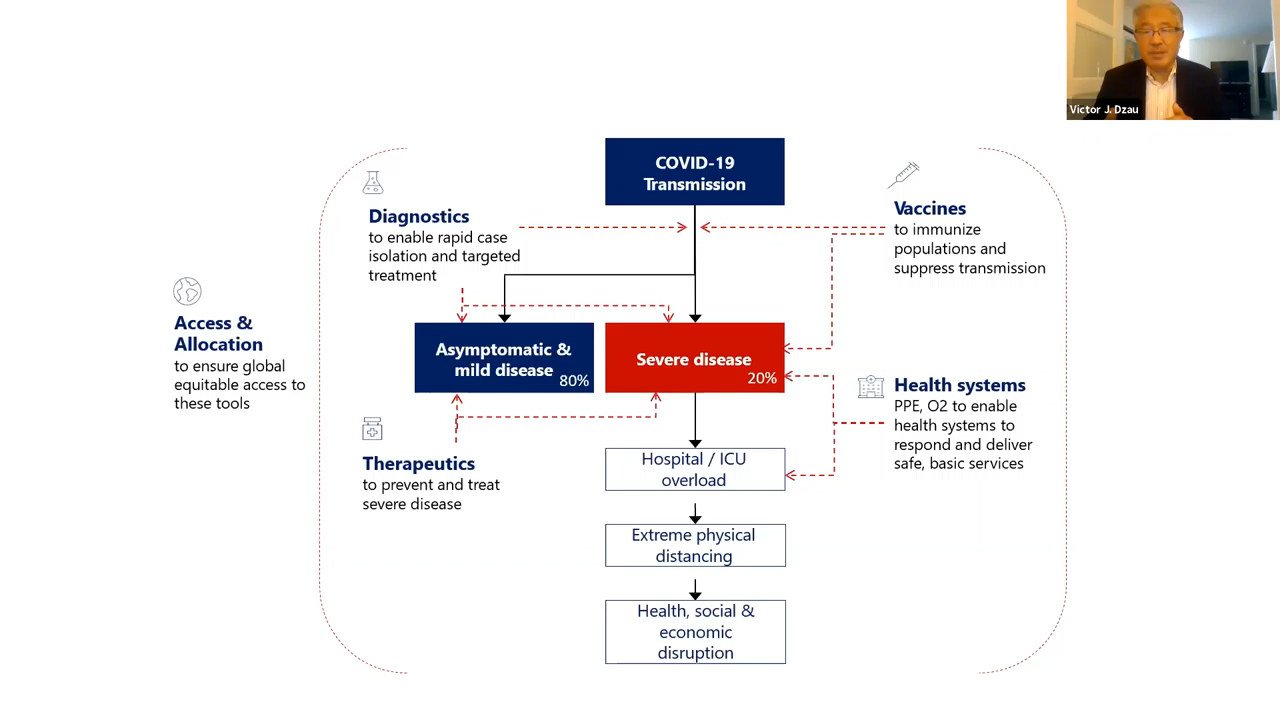 Victor J. Dzau
COVID-19
Transmission
Diagnostics
to enable rapid case
isolation and targeted
treatment
Vaccines
to immunize
populations and
suppress transmission
Access &
Allocation
to ensure global
equitable access to
these tools
Asymptomatic &
mild disease
80%
Severe disease
20%
Health systems
PPE, O2 to enable
health systems to
respond and deliver
safe, basic services
Therapeutics
to prevent and treat
severe disease
Hospital / ICU
overload
Extreme physical
distancing
Health, social &
economic
disruption